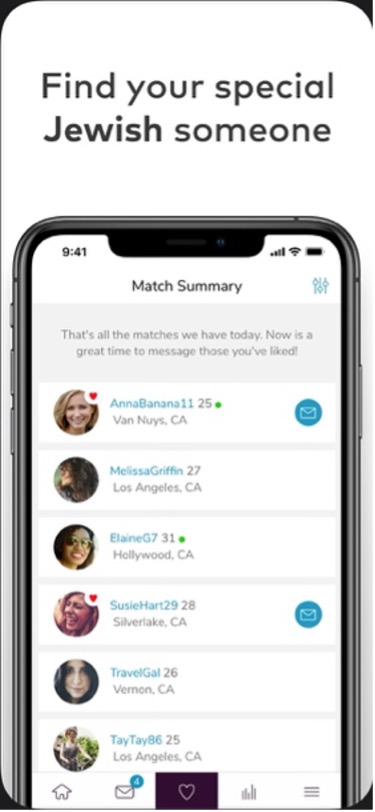 Find your special
Jewish someone
9:41
Match Summary
That's all the matches we have today. Now is a
great time to message those you've liked!
AnnaBanana11 25
Van Nuys, CA
MelissaGriffin 27
Los Angeles, CA
ElaineG7 31
Hollywood, CA
SusieHart29 28
Silverlake, CA
TravelGal 26
Vernon, CA
TayTay86 25
Los Angeles, CA
4